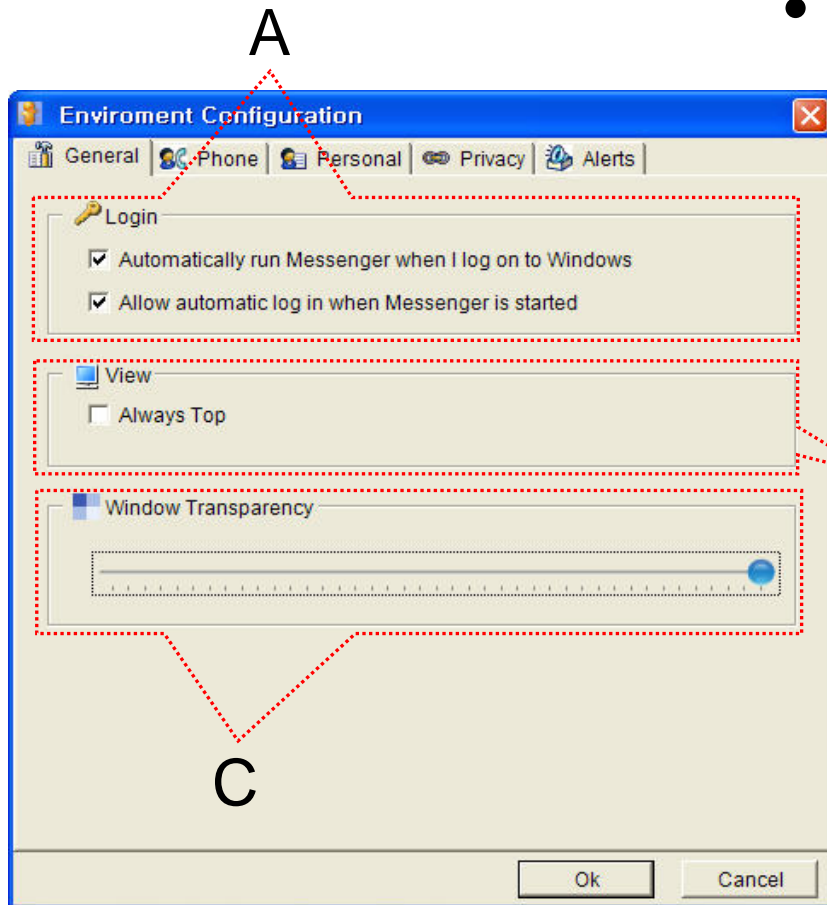 A
Enviroment Configuration
General Phone Personal Privacy Alerts
Login
Automatically run Messenger when I log on to Windows
Allow automatic log in when Messenger is started
View
Always Top
Window Transparency
C
Ok Cancel